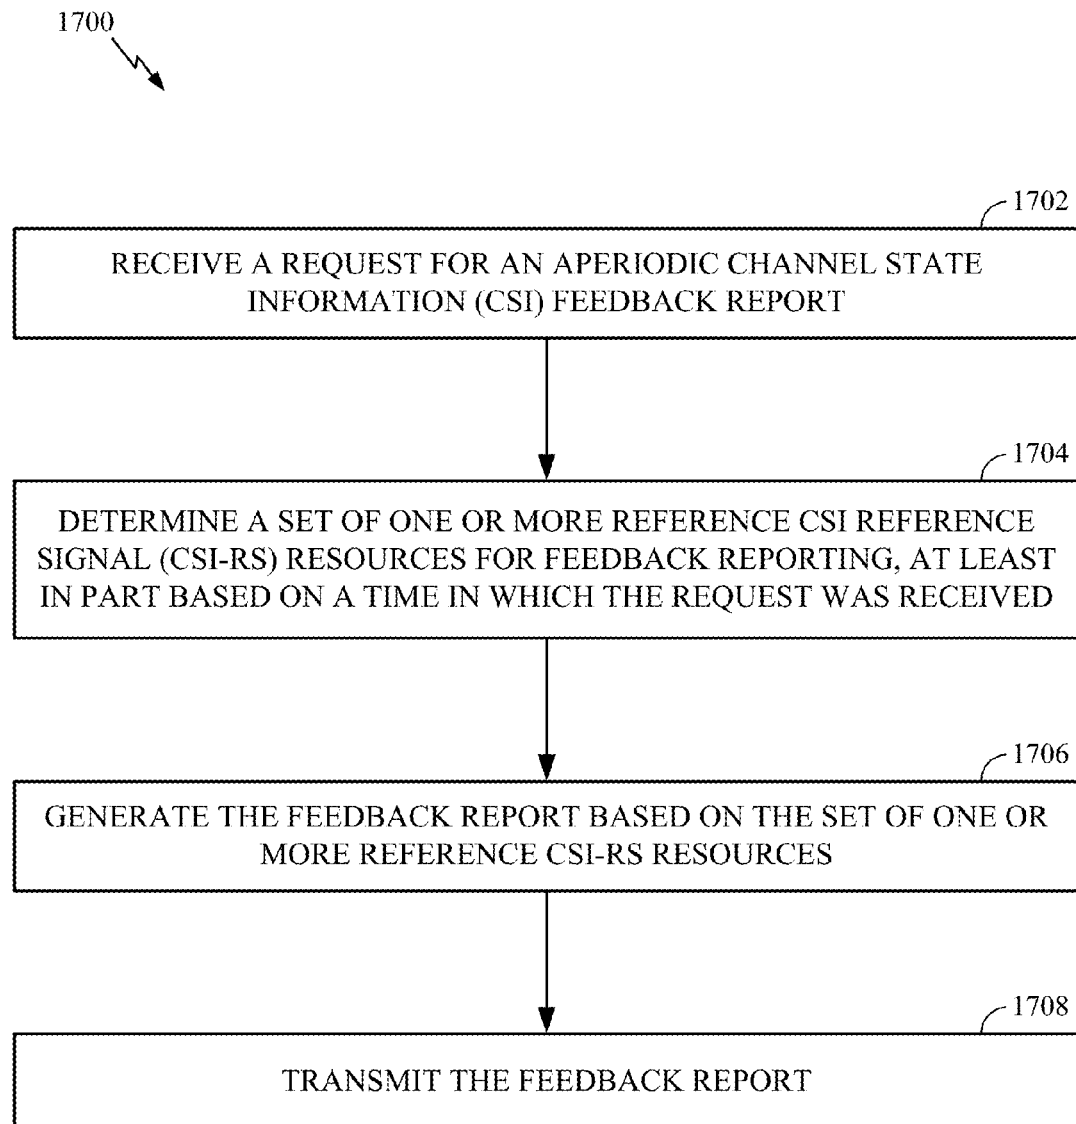 1700
1702
RECEIVE A REQUEST FOR AN APERIODIC CHANNEL STATE
INFORMATION (CSI) FEEDBACK REPORT
1704
DETERMINE A SET OF ONE OR MORE REFERENCE CSI REFERENCE
SIGNAL (CSI-RS) RESOURCES FOR FEEDBACK REPORTING, AT LEAST
IN PART BASED ON A TIME IN WHICH THE REQUEST WAS RECEIVED
1706
GENERATE THE FEEDBACK REPORT BASED ON THE SET OF ONE OR
MORE REFERENCE CSI-RS RESOURCES
1708
TRANSMIT THE FEEDBACK REPORT